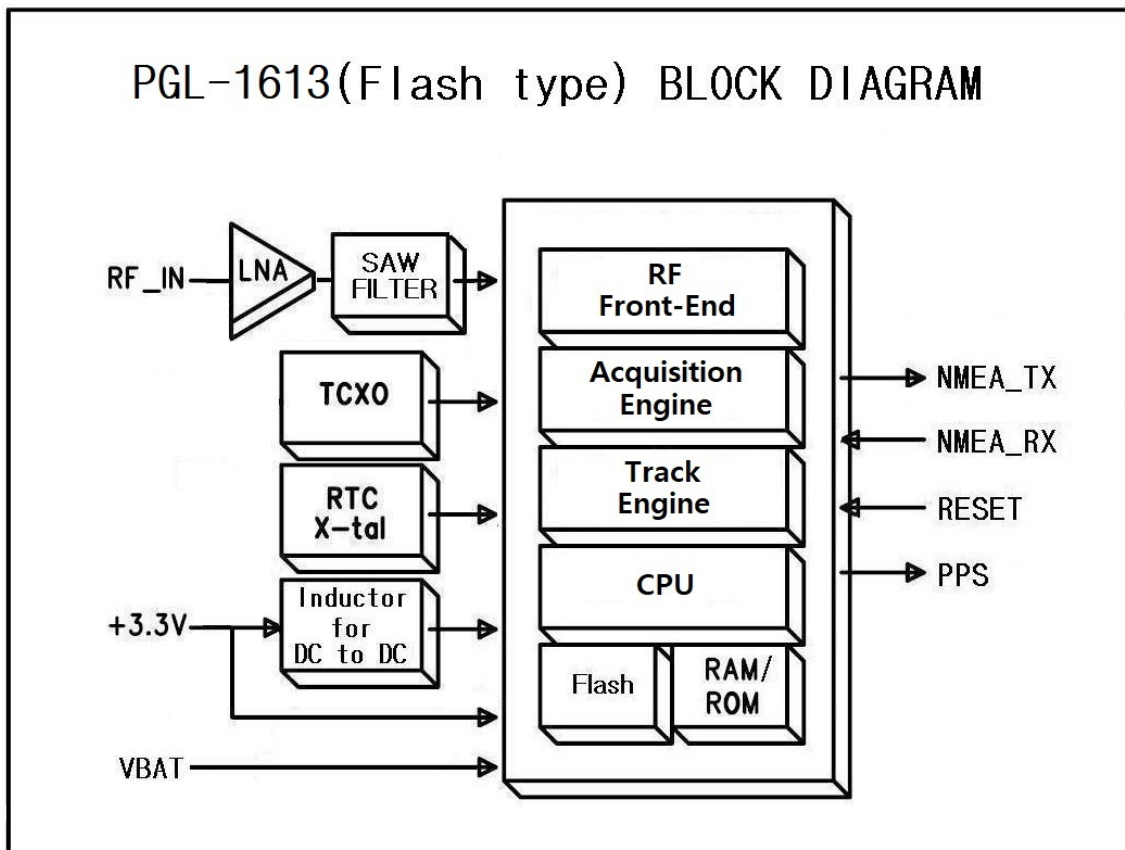 PGL-1613(Flash type) BLOCK DIAGRAM
RF_IN
LNA
SAW
FILTER
TCXO
RTC
X-tal
+3.3V
Inductor
for
DC to DC
VBAT
RF
Front-End
Acquisition
Engine
Track
Engine
CPU
Flash
RAM/
ROM
NMEA_TX
NMEA_RX
RESET
PPS